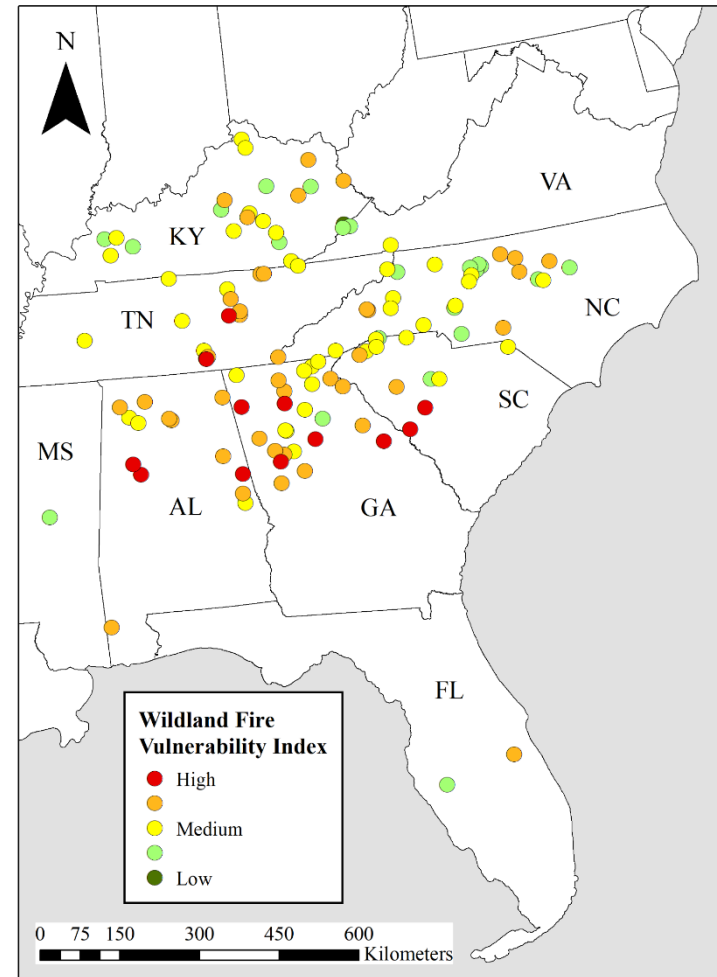 N
VA
KY
TN
NC
SC
MS
AL
GA
FL
Wildland Fire
Vulnerability Index
High
Medium
Low
0 75 150 300 450 600
Kilometers